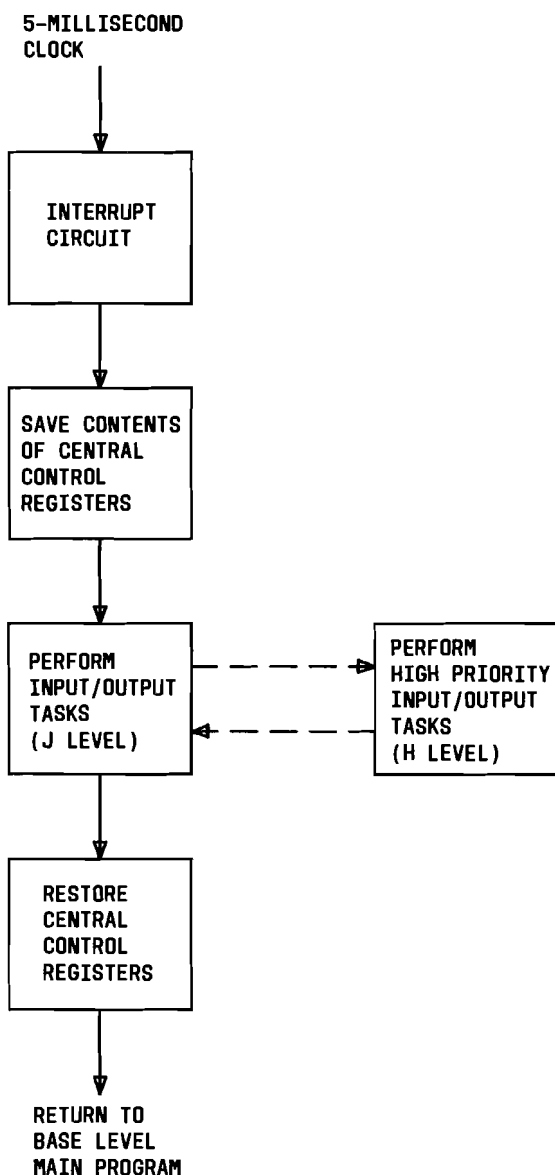 5-MILLISECOND
CLOCK
INTERRUPT
CIRCUIT
SAVE CONTENTS
OF CENTRAL
CONTROL
REGISTERS
PERFORM
INPUT/OUTPUT
TASKS
(J LEVEL)
PERFORM
HIGH PRIORITY
INPUT/OUTPUT
TASKS
(H LEVEL)
RESTORE
CENTRAL
CONTROL
REGISTERS
RETURN TO
BASE LEVEL
MAIN PROGRAM